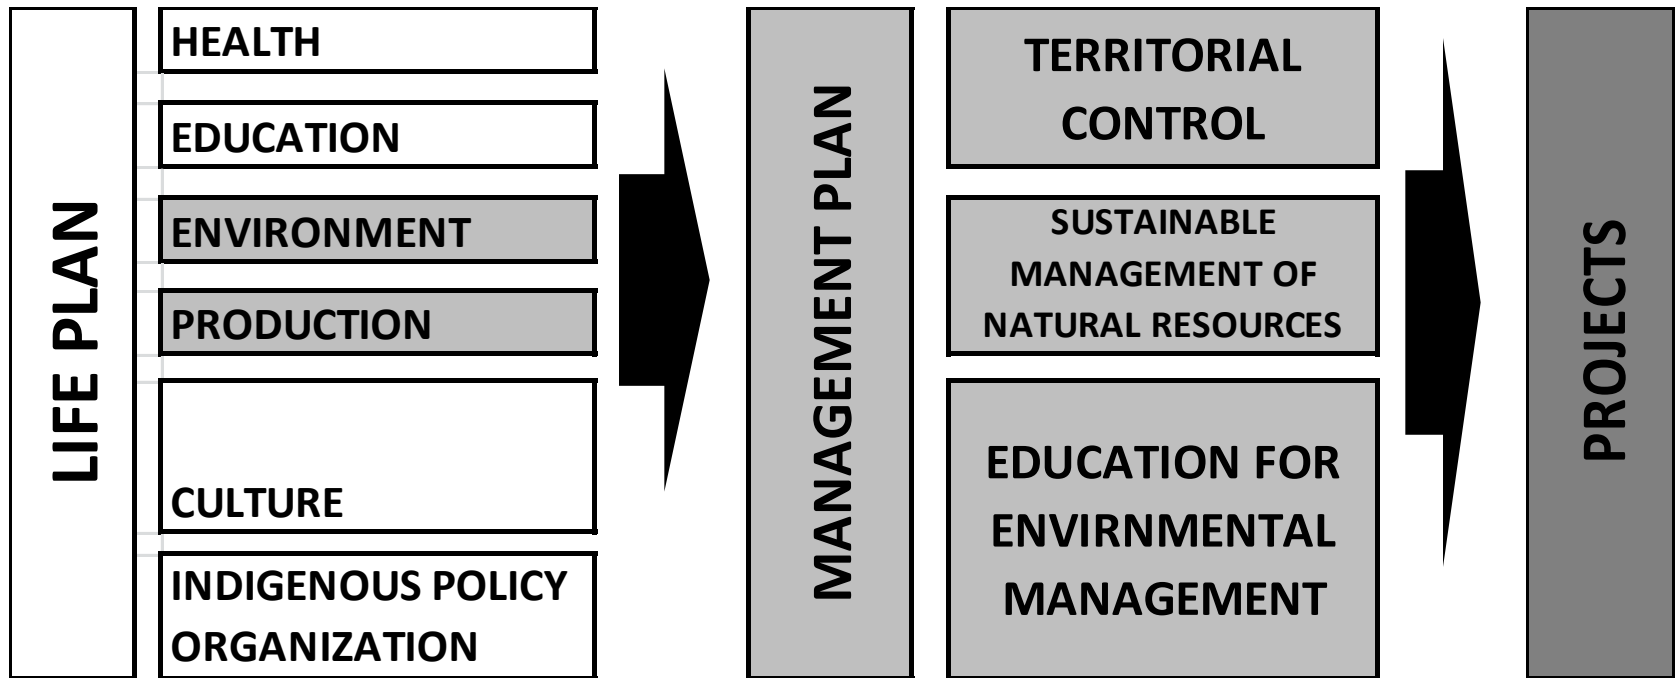 LIFE PLAN
HEALTH
EDUCATION
ENVIRONMENT
PRODUCTION
CULTURE
INDIGENOUS POLICY
ORGANIZATION
MANAGEMENT PLAN
TERRITORIAL
CONTROL
SUSTAINABLE
MANAGEMENT OF
NATURAL RESOURCES
EDUCATION FOR
ENVIRNMENTAL
MANAGEMENT
PROJECTS